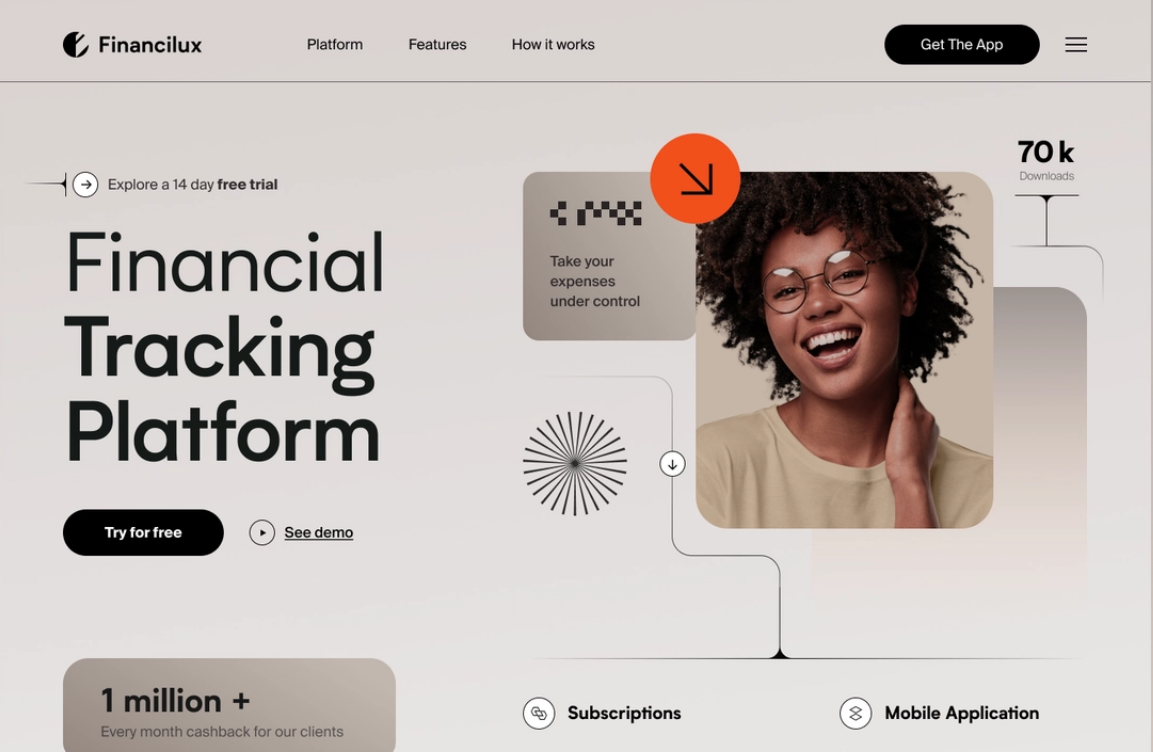 Financilux
Platform
Features
How it works
Get The App
Explore a 14 day free trial
Financial
Tracking
Platform
Try for free
See demo
Take your
expenses
under control
70 k
Downloads
1 million +
Every month cashback for our clients
Subscriptions
Mobile Application